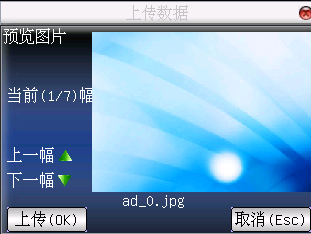 上传数据
预览图片
当前(1/7)幅
上一幅
下一幅
ad_0.jpg
上传(OK)
取消(Esc)